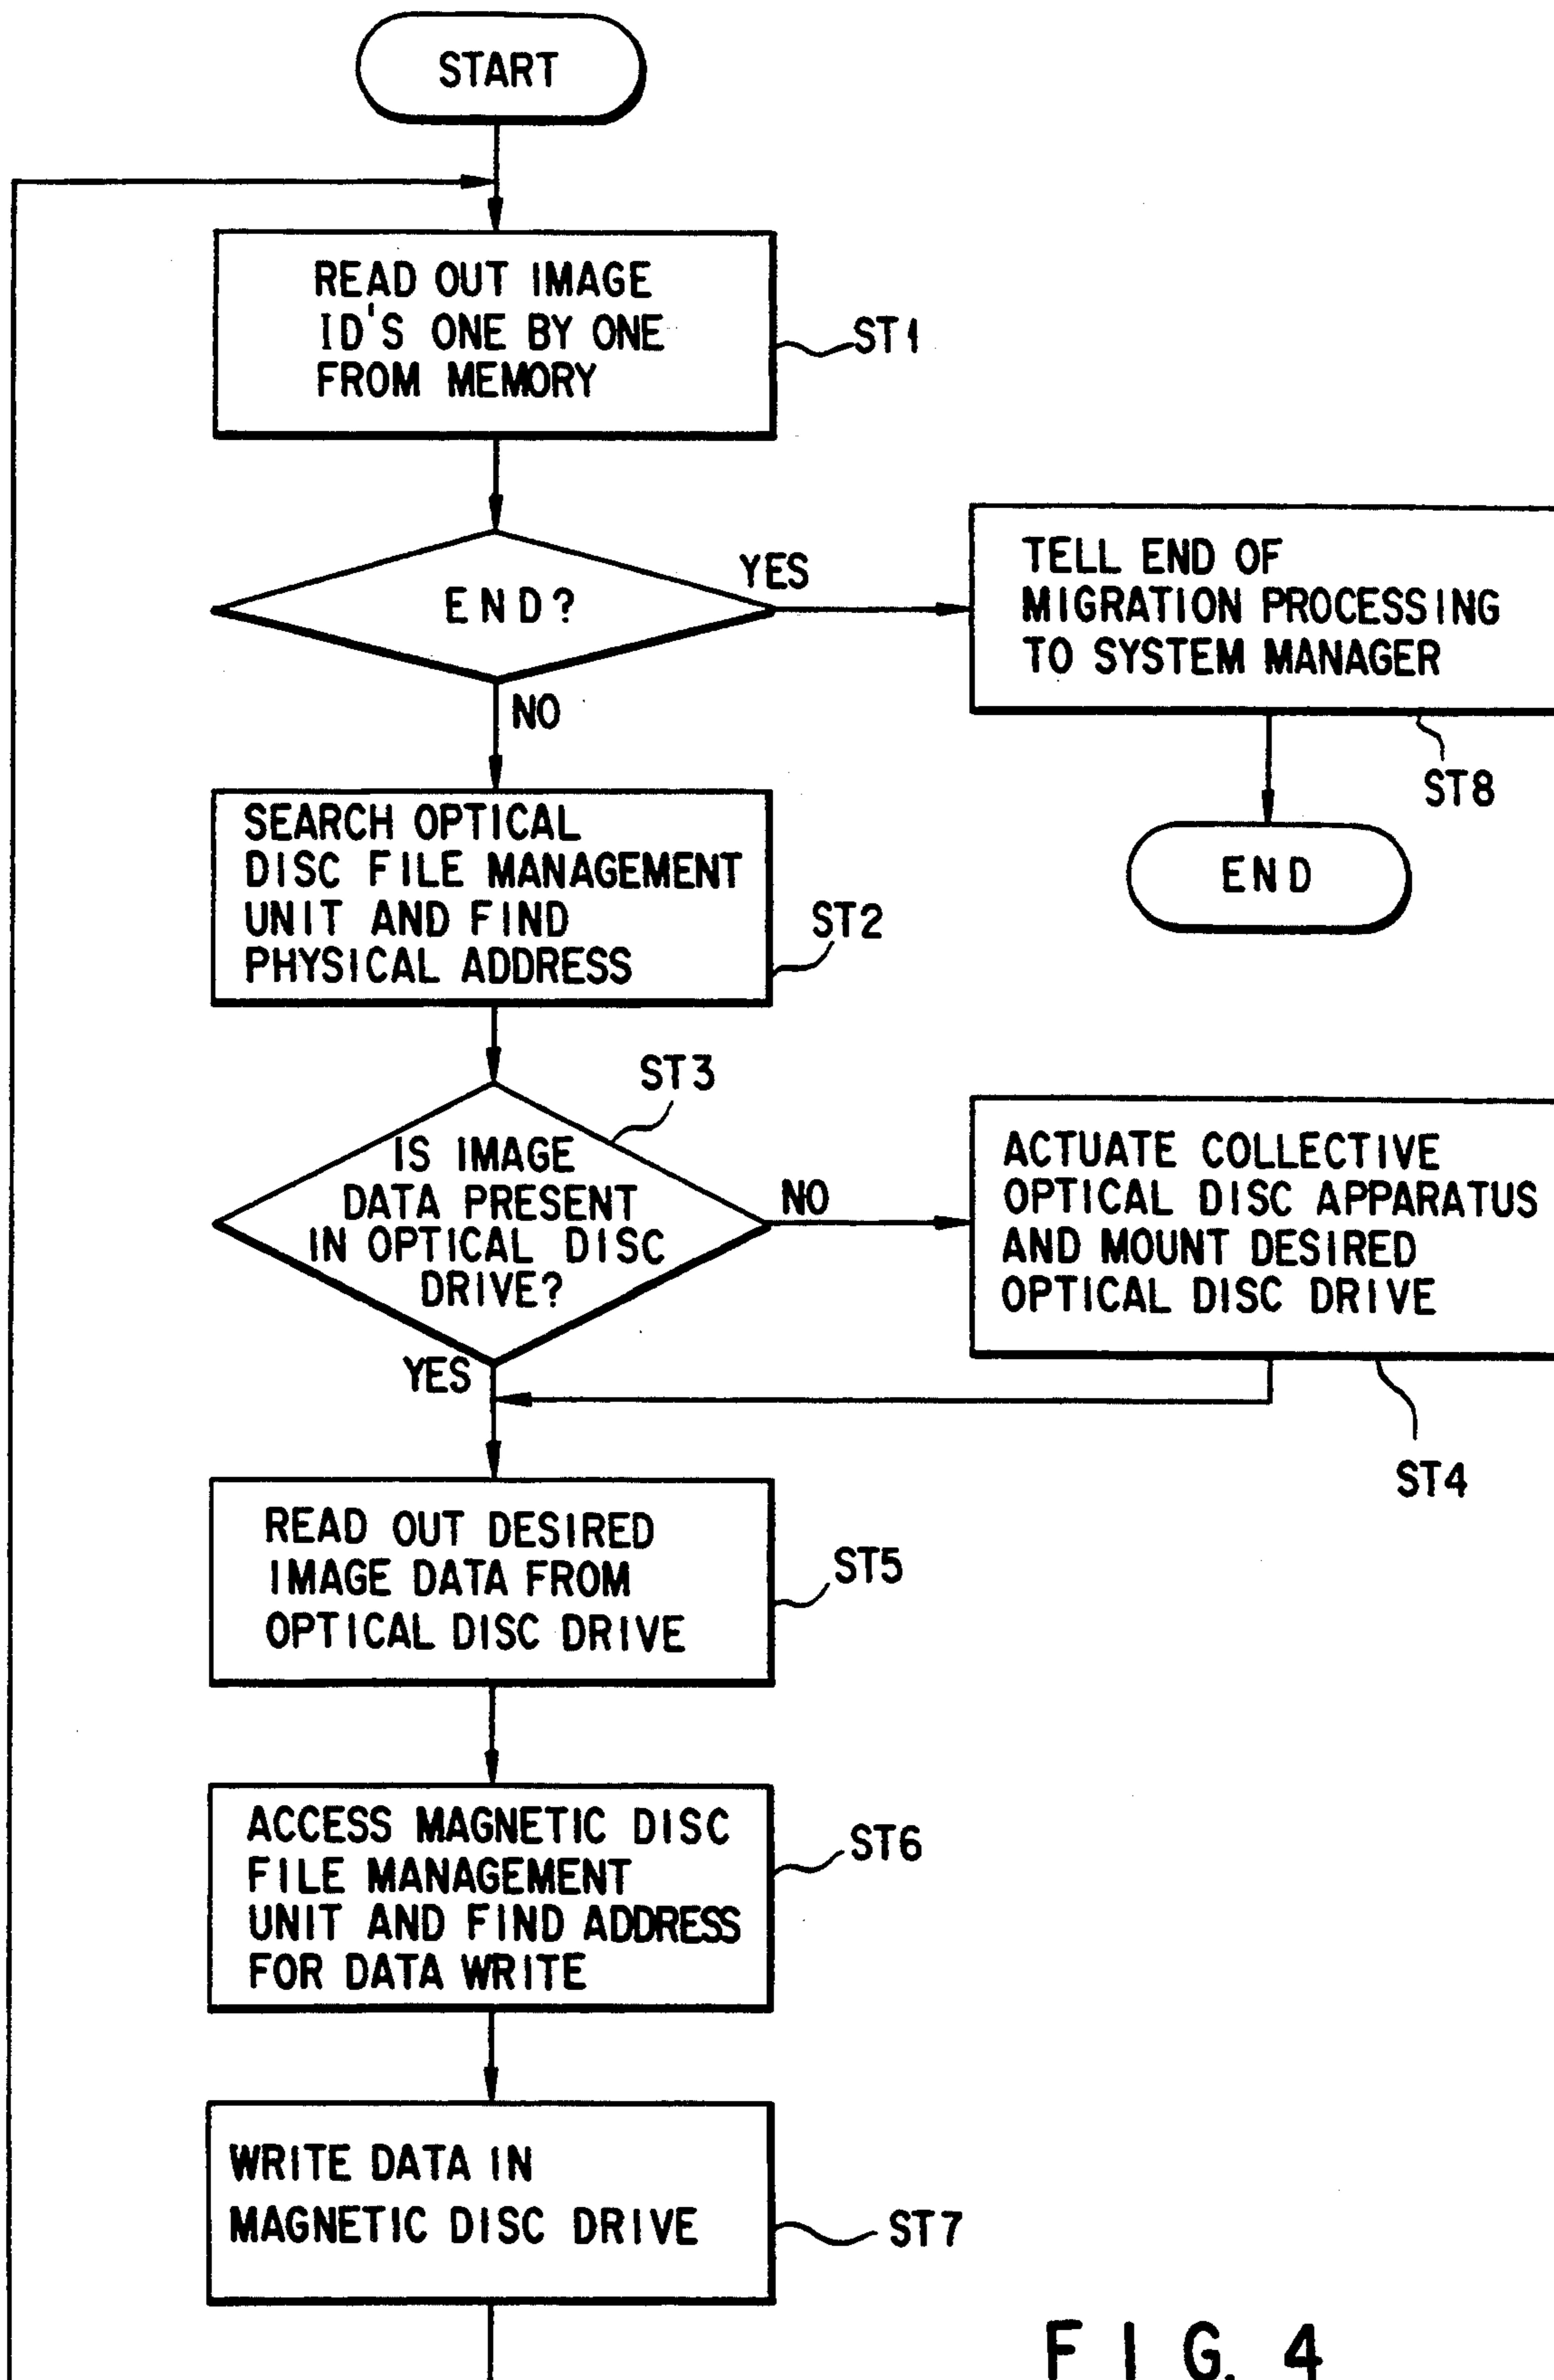 START
READ OUT IMAGE
ID'S ONE BY ONE
FROM MEMORY
ST1
END?
YES
NO
TELL END OF
MIGRATION PROCESSING
TO SYSTEM MANAGER
ST8
END
SEARCH OPTICAL
DISC FILE MANAGEMENT
UNIT AND FIND
PHYSICAL ADDRESS
ST2
ST3
IS IMAGE
DATA PRESENT
IN OPTICAL DISC
DRIVE?
NO
YES
ACTUATE COLLECTIVE
OPTICAL DISC APPARATUS
AND MOUNT DESIRED
OPTICAL DISC DRIVE
ST4
READ OUT DESIRED
IMAGE DATA FROM
OPTICAL DISC DRIVE
ST5
ACCESS MAGNETIC DISC
FILE MANAGEMENT
UNIT AND FIND ADDRESS
FOR DATA WRITE
ST6
WRITE DATA IN
MAGNETIC DISC DRIVE
ST7
FIG. 4